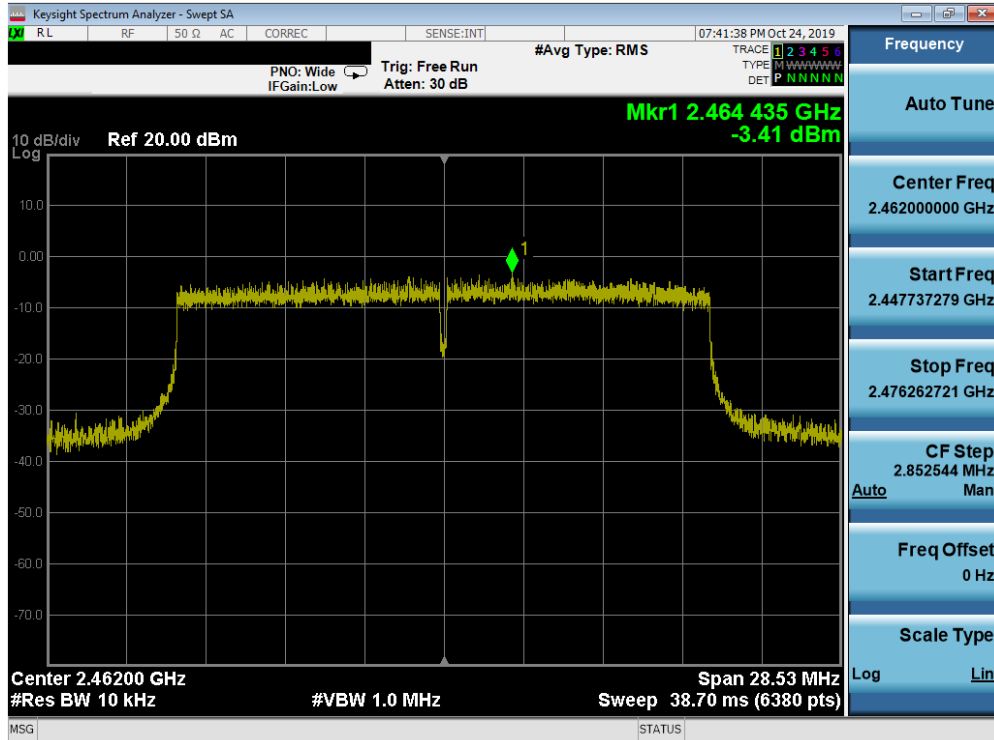 Keysight Spectrum Analyzer - Swept SA
LXI RL RF 50 Ω AC CORREC SENSE:INT 07:41:38 PM Oct 24, 2019
#Avg Type: RMS TRACE 1 2 3 4 5 6
PNO: Wide Trig: Free Run TYPE M WWWWW
IFGain:Low Atten: 30 dB DET P N N N N N
Mkr1 2.464 435 GHz
-3.41 dBm
10 dB/div Ref 20.00 dBm
Log
10.0
1
0.00
-10.0
-20.0
-30.0
-40.0
-50.0
-60.0
-70.0
Center 2.46200 GHz Span 28.53 MHz
#Res BW 10 kHz #VBW 1.0 MHz Sweep 38.70 ms (6380 pts)
MSG STATUS
Frequency
Auto Tune
Center Freq
2.462000000 GHz
Start Freq
2.447737279 GHz
Stop Freq
2.476262721 GHz
CF Step
2.852544 MHz
Auto Man
Freq Offset
0 Hz
Scale Type
Log Lin